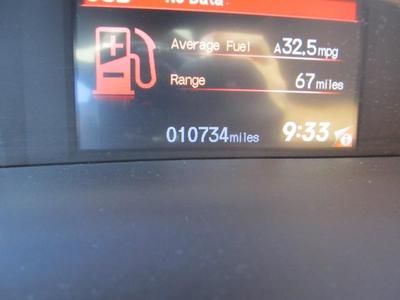 No Data
Average Fuel A32.5mpg
Range 67miles
010734miles 9:33